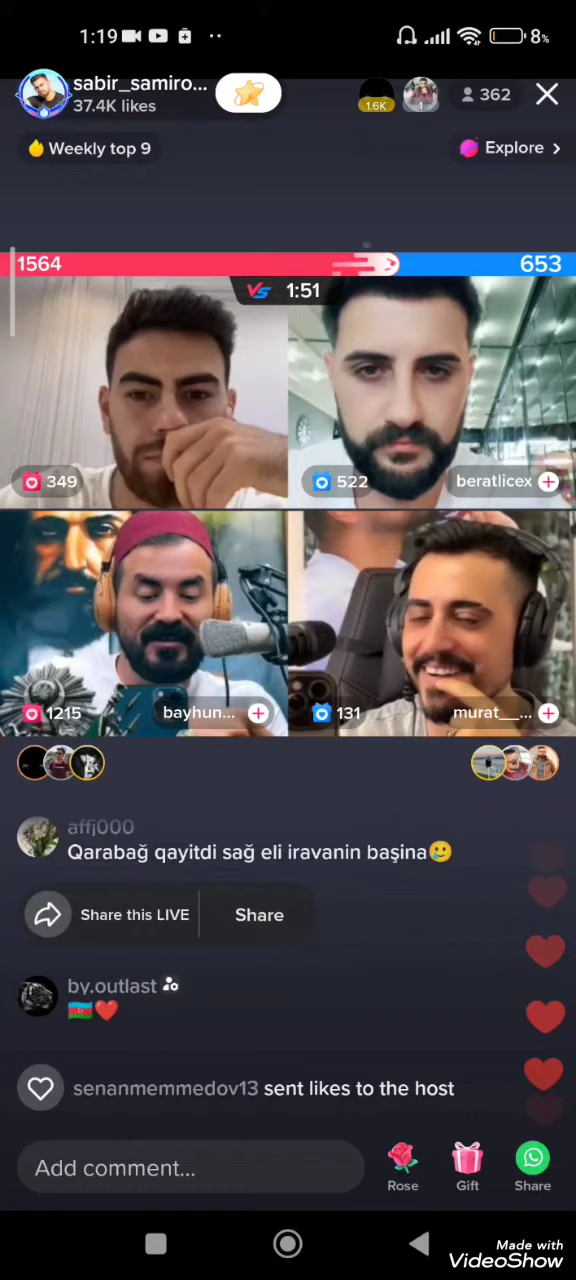 1:19
8%
sabir_samiro...
37.4K likes
1.6K
1
362
Weekly top 9
Explore >
1564
653
VS 1:51
349
522
beratlicex
1215
bayhun...
131
murat___...
affj000
Qarabağ qayitdi sağ eli iravanin başina🥲
Share this LIVE
Share
by.outlast
🇦🇿❤️
senanmemmedov13 sent likes to the host
Add comment...
Rose
Gift
Share
Made with
VideoShow